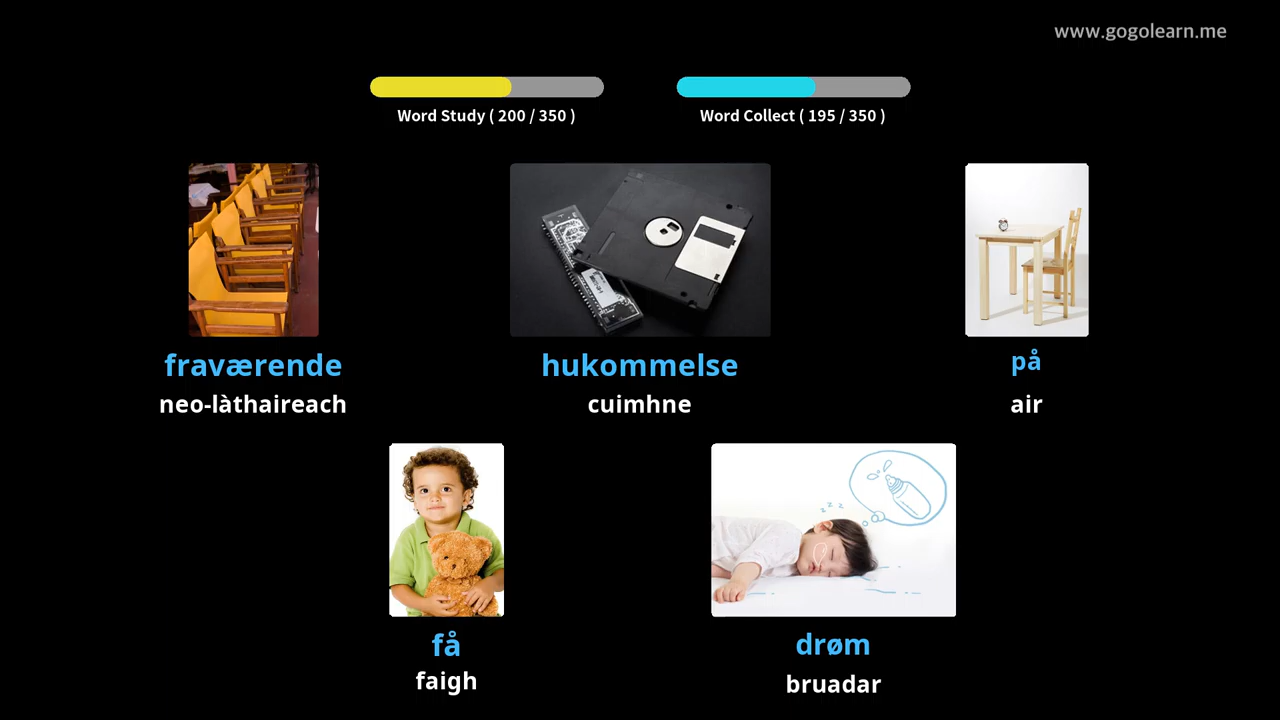 www.gogolearn.me
Word Study ( 200 / 350 )
Word Collect ( 195 / 350 )
fraværende
neo-làthaireach
hukommelse
cuimhne
på
air
få
faigh
drøm
bruadar